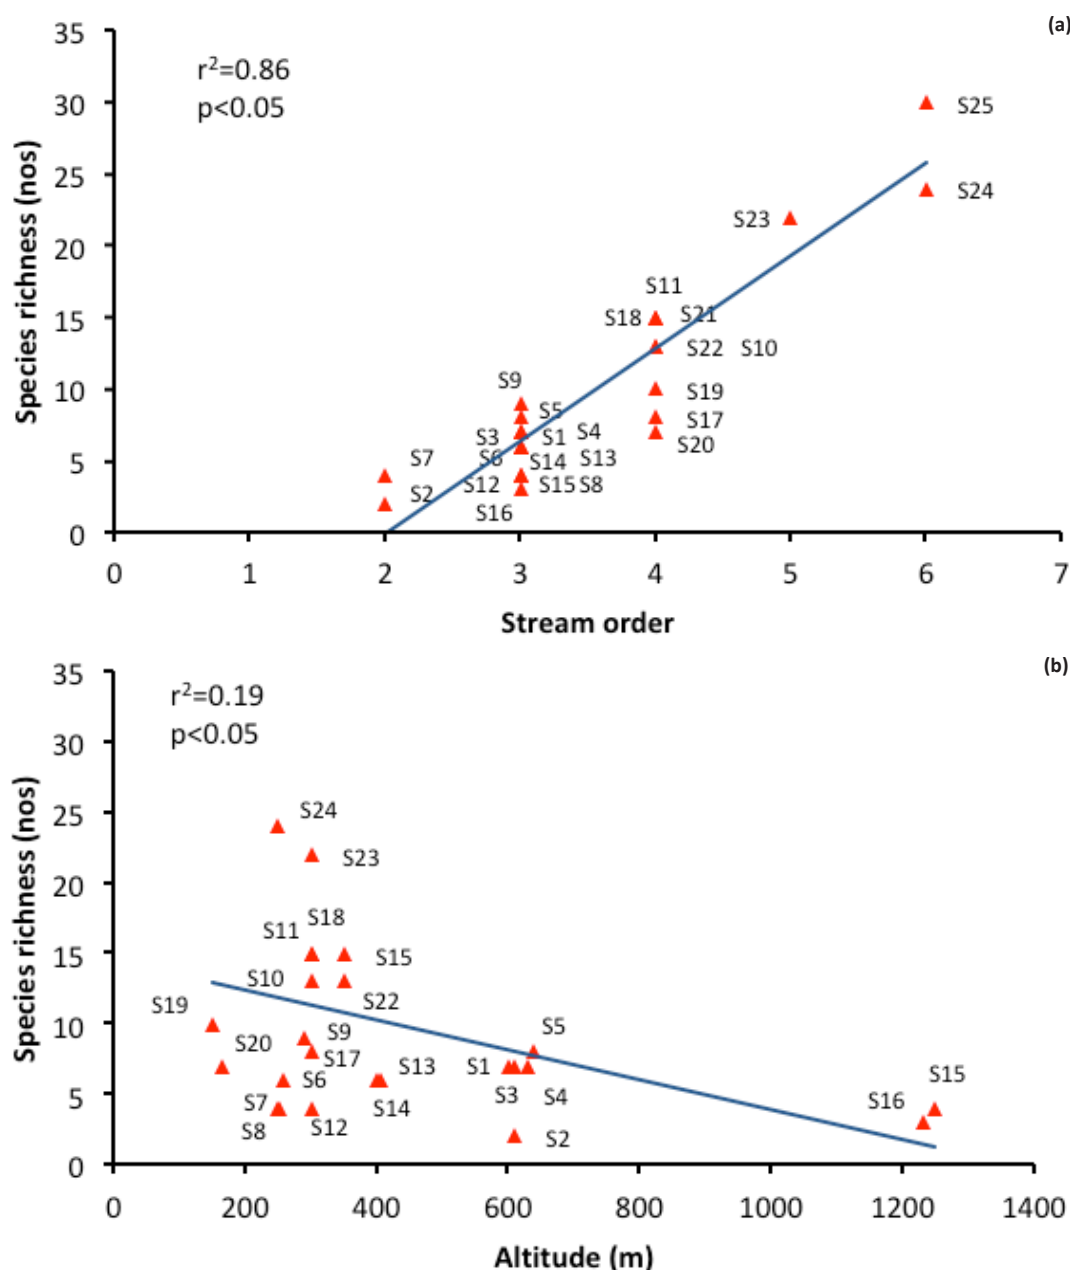 (a)
r²=0.86
p<0.05
Species richness (nos)
35
30
25
20
15
10
5
0
S25
S24
S23
S11
S18 S21
S22 S10
S9
S19
S5
S17
S3 S1 S4
S20
S7 S6 S14 S13
S2 S12 S15 S8
S16
0 1 2 3 4 5 6 7
Stream order
(b)
r²=0.19
p<0.05
Species richness (nos)
35
30
25
20
15
10
5
0
S24
S23
S18
S11
S15
S10
S22
S19
S5
S9
S20
S17 S13 S1
S15
S6
S3 S4
S16
S7
S14
S12
S8
S2
0 200 400 600 800 1000 1200 1400
Altitude (m)